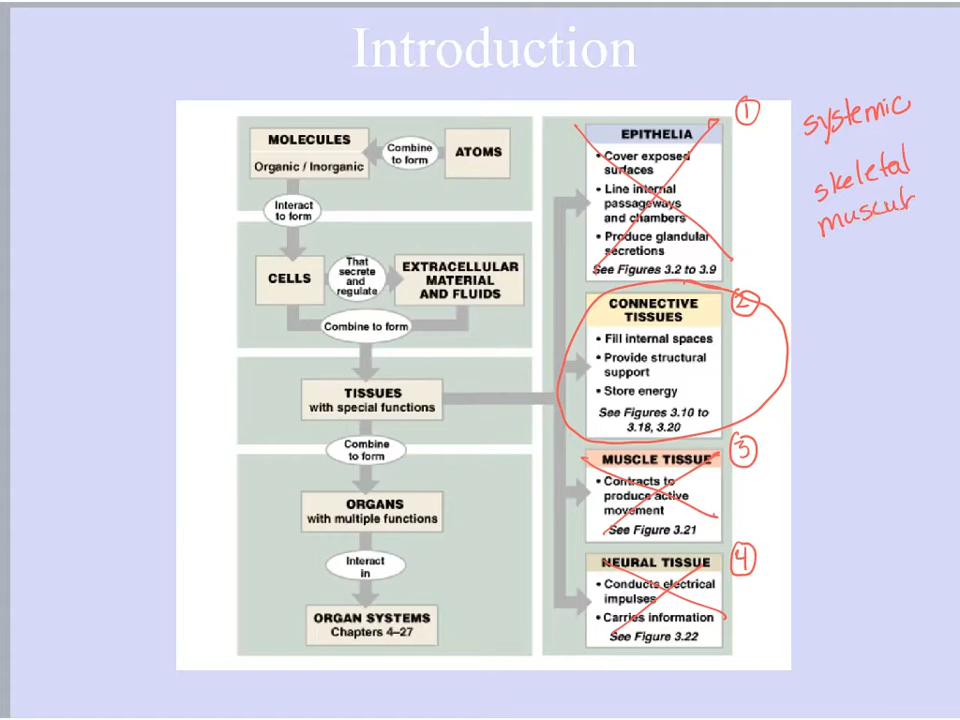 Introduction
MOLECULES
Organic / Inorganic
Combine
to form
ATOMS
Interact
to form
CELLS
That
secrete
and
regulate
EXTRACELLULAR
MATERIAL
AND FLUIDS
Combine to form
TISSUES
with special functions
Combine
to form
ORGANS
with multiple functions
Interact
in
ORGAN SYSTEMS
Chapters 4–27
1
EPITHELIA
• Cover exposed
surfaces
• Line internal
passageways
and chambers
• Produce glandular
secretions
See Figures 3.2 to 3.9
2
CONNECTIVE
TISSUES
• Fill internal spaces
• Provide structural
support
• Store energy
See Figures 3.10 to
3.18, 3.20
3
MUSCLE TISSUE
• Contracts to
produce active
movement
See Figure 3.21
4
NEURAL TISSUE
• Conducts electrical
impulses
• Carries information
See Figure 3.22
systemic
skeletal